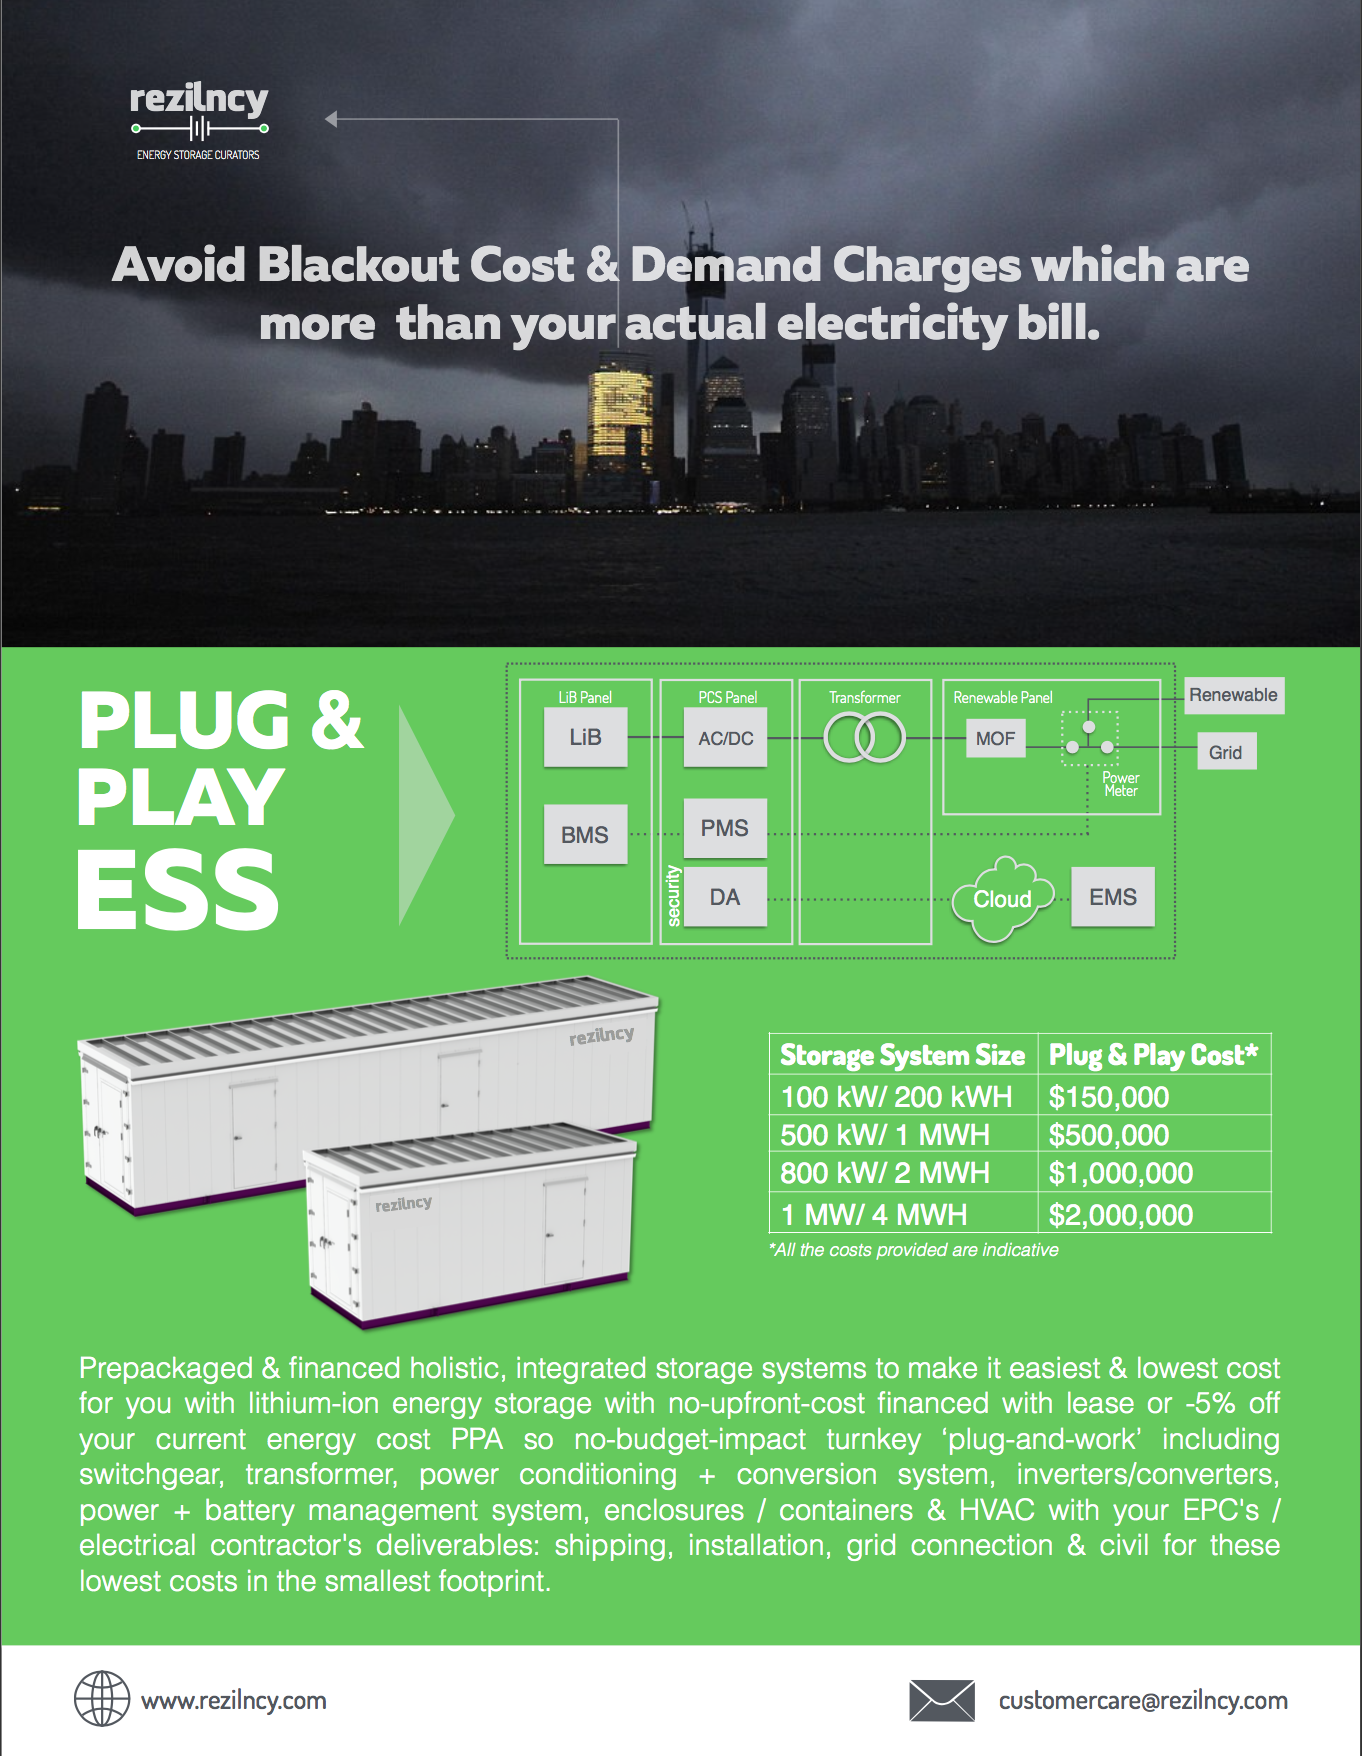 rezilncy
ENERGY STORAGE CURATORS
Avoid Blackout Cost & Demand Charges which are
more than your actual electricity bill.
PLUG &
PLAY
ESS
LiB Panel
PCS Panel
Transformer
Renewable Panel
Renewable
LiB
AC/DC
MOF
Grid
Power
Meter
BMS
PMS
security
DA
Cloud
EMS
rezilncy
rezilncy
Storage System Size Plug & Play Cost*
100 kW/ 200 kWH $150,000
500 kW/ 1 MWH $500,000
800 kW/ 2 MWH $1,000,000
1 MW/ 4 MWH $2,000,000
*All the costs provided are indicative
Prepackaged & financed holistic, integrated storage systems to make it easiest & lowest cost
for you with lithium-ion energy storage with no-upfront-cost financed with lease or -5% off
your current energy cost PPA so no-budget-impact turnkey ‘plug-and-work’ including
switchgear, transformer, power conditioning + conversion system, inverters/converters,
power + battery management system, enclosures / containers & HVAC with your EPC's /
electrical contractor's deliverables: shipping, installation, grid connection & civil for these
lowest costs in the smallest footprint.
www.rezilncy.com
customercare@rezilncy.com